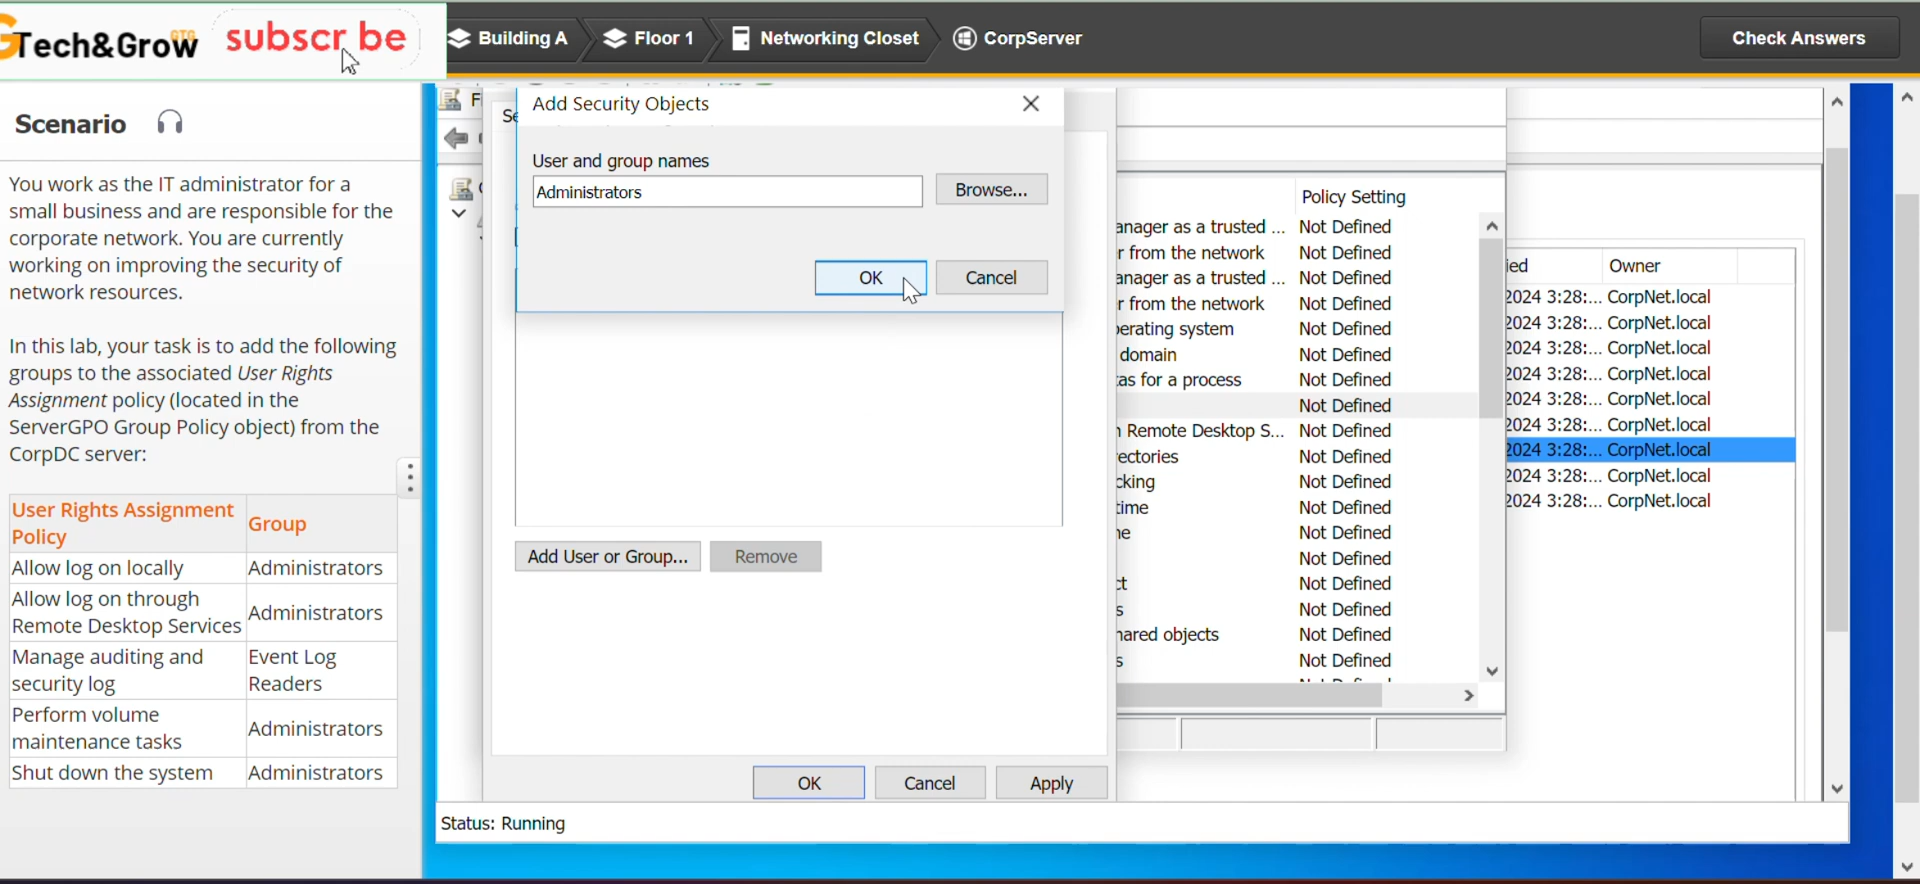 Tech&Grow
GTG
subscr be
Building A
Floor 1
Networking Closet
CorpServer
Check Answers
Scenario
You work as the IT administrator for a
small business and are responsible for the
corporate network. You are currently
working on improving the security of
network resources.
In this lab, your task is to add the following
groups to the associated User Rights
Assignment policy (located in the
ServerGPO Group Policy object) from the
CorpDC server:
User Rights Assignment
Policy
Group
Allow log on locally
Administrators
Allow log on through
Remote Desktop Services
Administrators
Manage auditing and
security log
Event Log
Readers
Perform volume
maintenance tasks
Administrators
Shut down the system
Administrators
Add Security Objects
User and group names
Administrators
Browse...
OK
Cancel
Add User or Group...
Remove
OK
Cancel
Apply
Policy Setting
anager as a trusted ... Not Defined
r from the network Not Defined
anager as a trusted ... Not Defined
r from the network Not Defined
perating system Not Defined
domain Not Defined
tas for a process Not Defined
Not Defined
Remote Desktop S... Not Defined
rectories Not Defined
cking Not Defined
time Not Defined
ne Not Defined
Not Defined
ct Not Defined
s Not Defined
hared objects Not Defined
s Not Defined
ied Owner
2024 3:28:... CorpNet.local
2024 3:28:... CorpNet.local
2024 3:28:... CorpNet.local
2024 3:28:... CorpNet.local
2024 3:28:... CorpNet.local
2024 3:28:... CorpNet.local
2024 3:28:... CorpNet.local
2024 3:28:... CorpNet.local
2024 3:28:... CorpNet.local
Status: Running